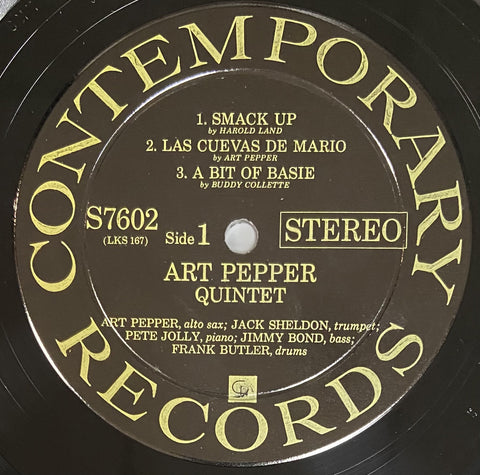 CONTEMPORARY
RECORDS
1. SMACK UP
by HAROLD LAND
2. LAS CUEVAS DE MARIO
by ART PEPPER
3. A BIT OF BASIE
by BUDDY COLLETTE
S7602
(LKS 167)
Side 1
STEREO
ART PEPPER
QUINTET
ART PEPPER, alto sax; JACK SHELDON, trumpet;
PETE JOLLY, piano; JIMMY BOND, bass;
FRANK BUTLER, drums